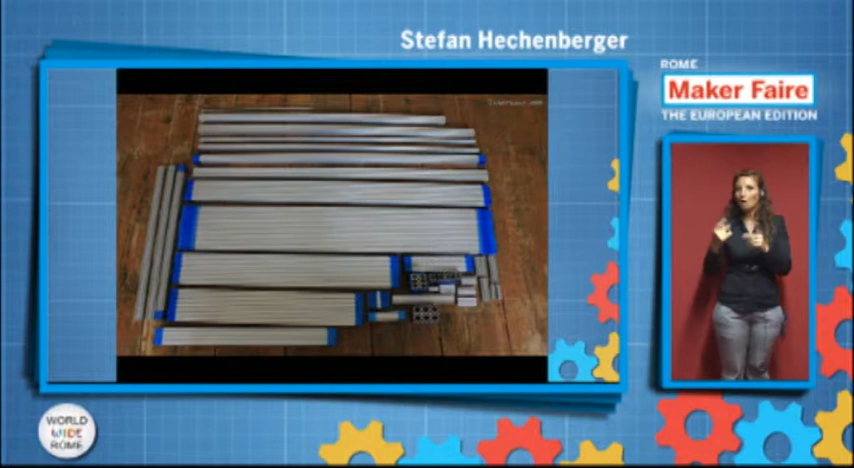 Stefan Hechenberger
ROME
Maker Faire
THE EUROPEAN EDITION
WORLD
WIDE
ROME